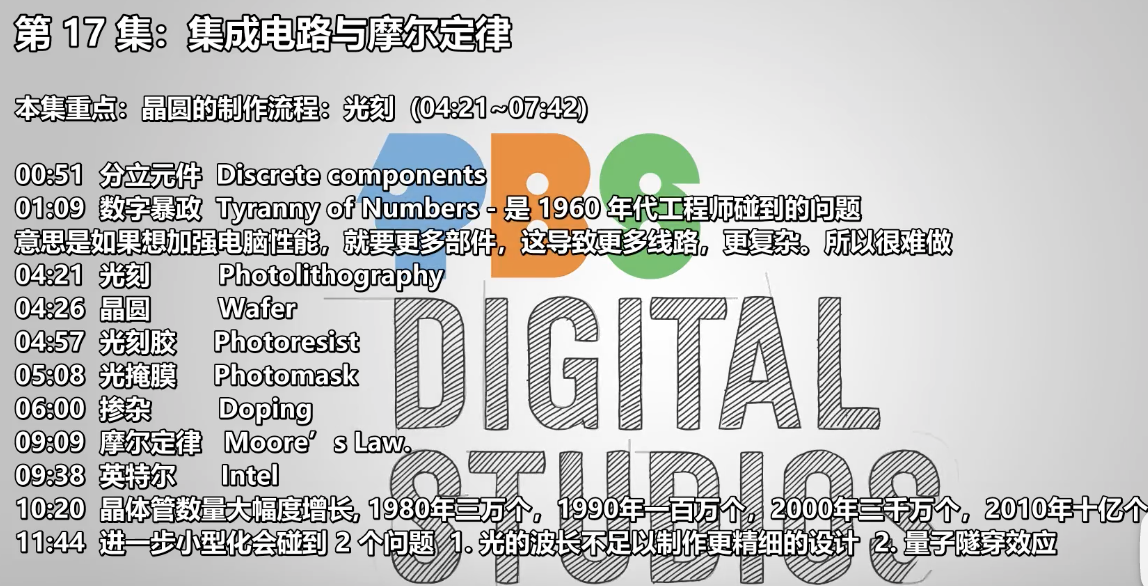 第 17 集：集成电路与摩尔定律
本集重点：晶圆的制作流程：光刻 (04:21~07:42)
00:51 分立元件 Discrete components
01:09 数字暴政 Tyranny of Numbers - 是 1960 年代工程师碰到的问题
意思是如果想加强电脑性能，就要更多部件，这导致更多线路，更复杂。所以很难做
04:21 光刻 Photolithography
04:26 晶圆 Wafer
04:57 光刻胶 Photoresist
05:08 光掩膜 Photomask
06:00 掺杂 Doping
09:09 摩尔定律 Moore’s Law.
09:38 英特尔 Intel
10:20 晶体管数量大幅度增长, 1980年三万个，1990年一百万个，2000年三千万个，2010年十亿个
11:44 进一步小型化会碰到 2 个问题 1. 光的波长不足以制作更精细的设计 2. 量子隧穿效应
PBS
DIGITAL
STUDIOS